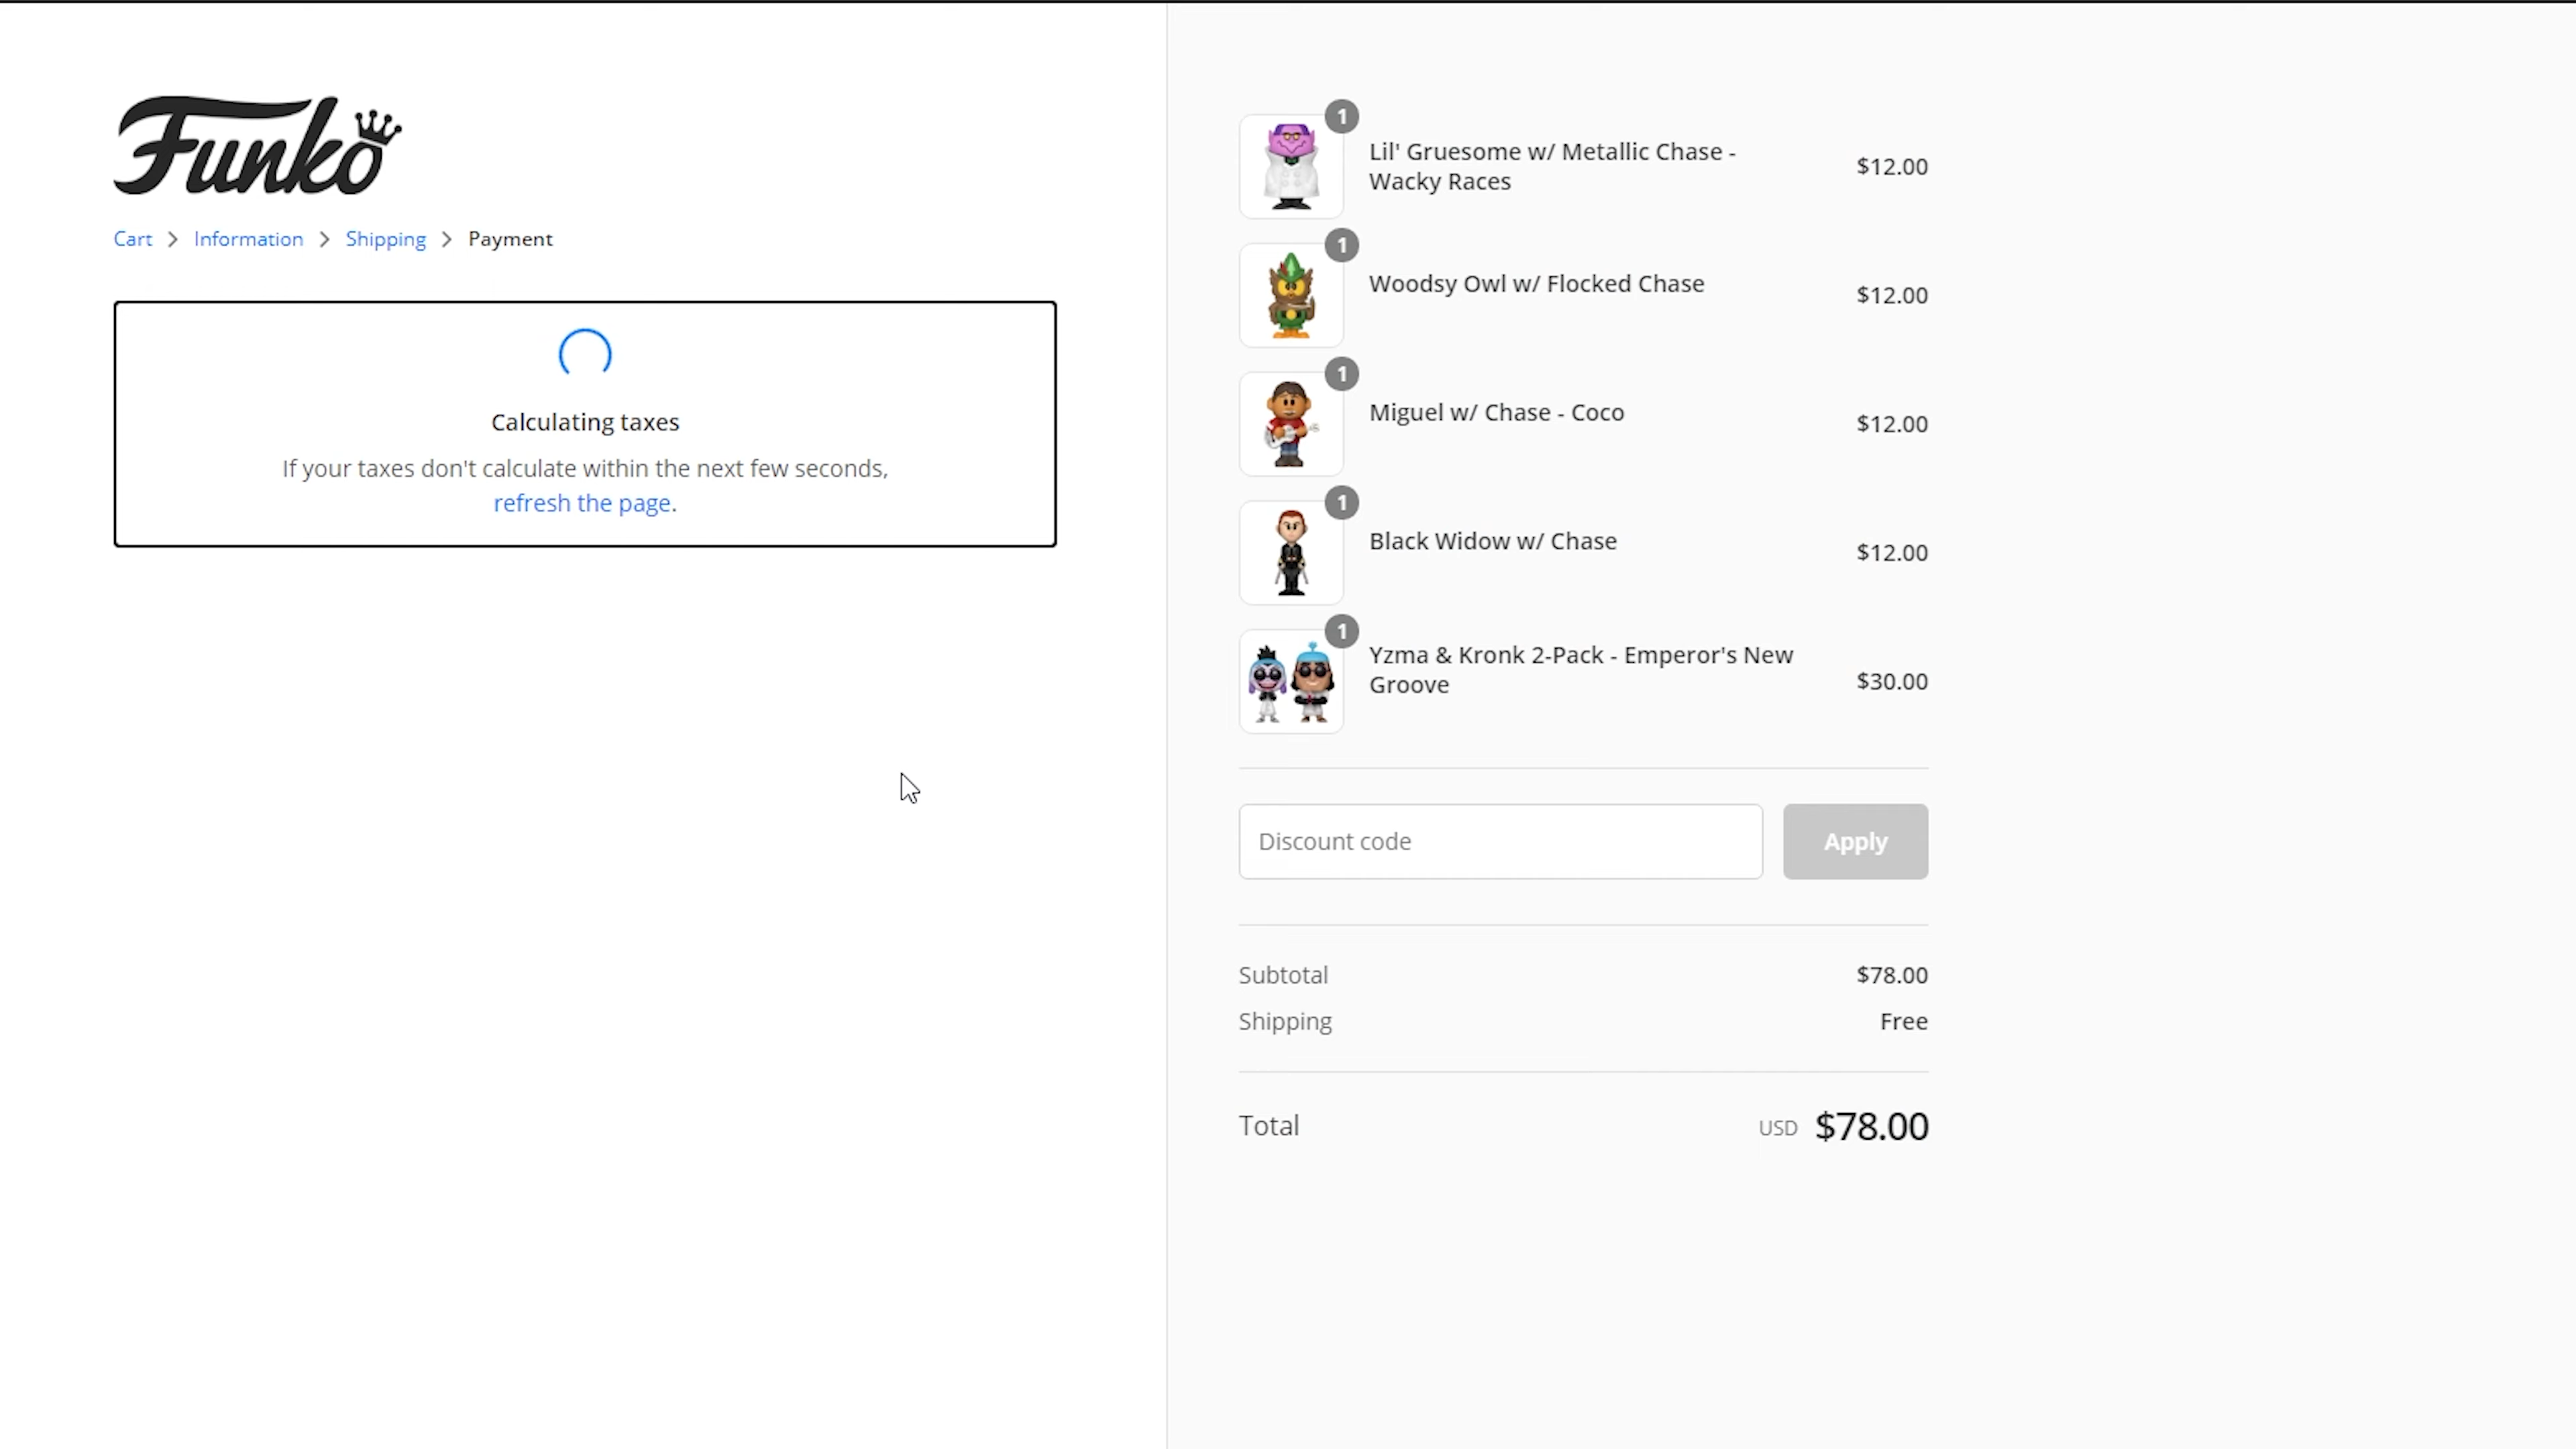 Funko
Cart > Information > Shipping > Payment
Calculating taxes
If your taxes don't calculate within the next few seconds,
refresh the page.
1
Lil' Gruesome w/ Metallic Chase -
Wacky Races
$12.00
1
Woodsy Owl w/ Flocked Chase
$12.00
1
Miguel w/ Chase - Coco
$12.00
1
Black Widow w/ Chase
$12.00
1
Yzma & Kronk 2-Pack - Emperor's New
Groove
$30.00
Discount code
Apply
Subtotal $78.00
Shipping Free
Total USD $78.00